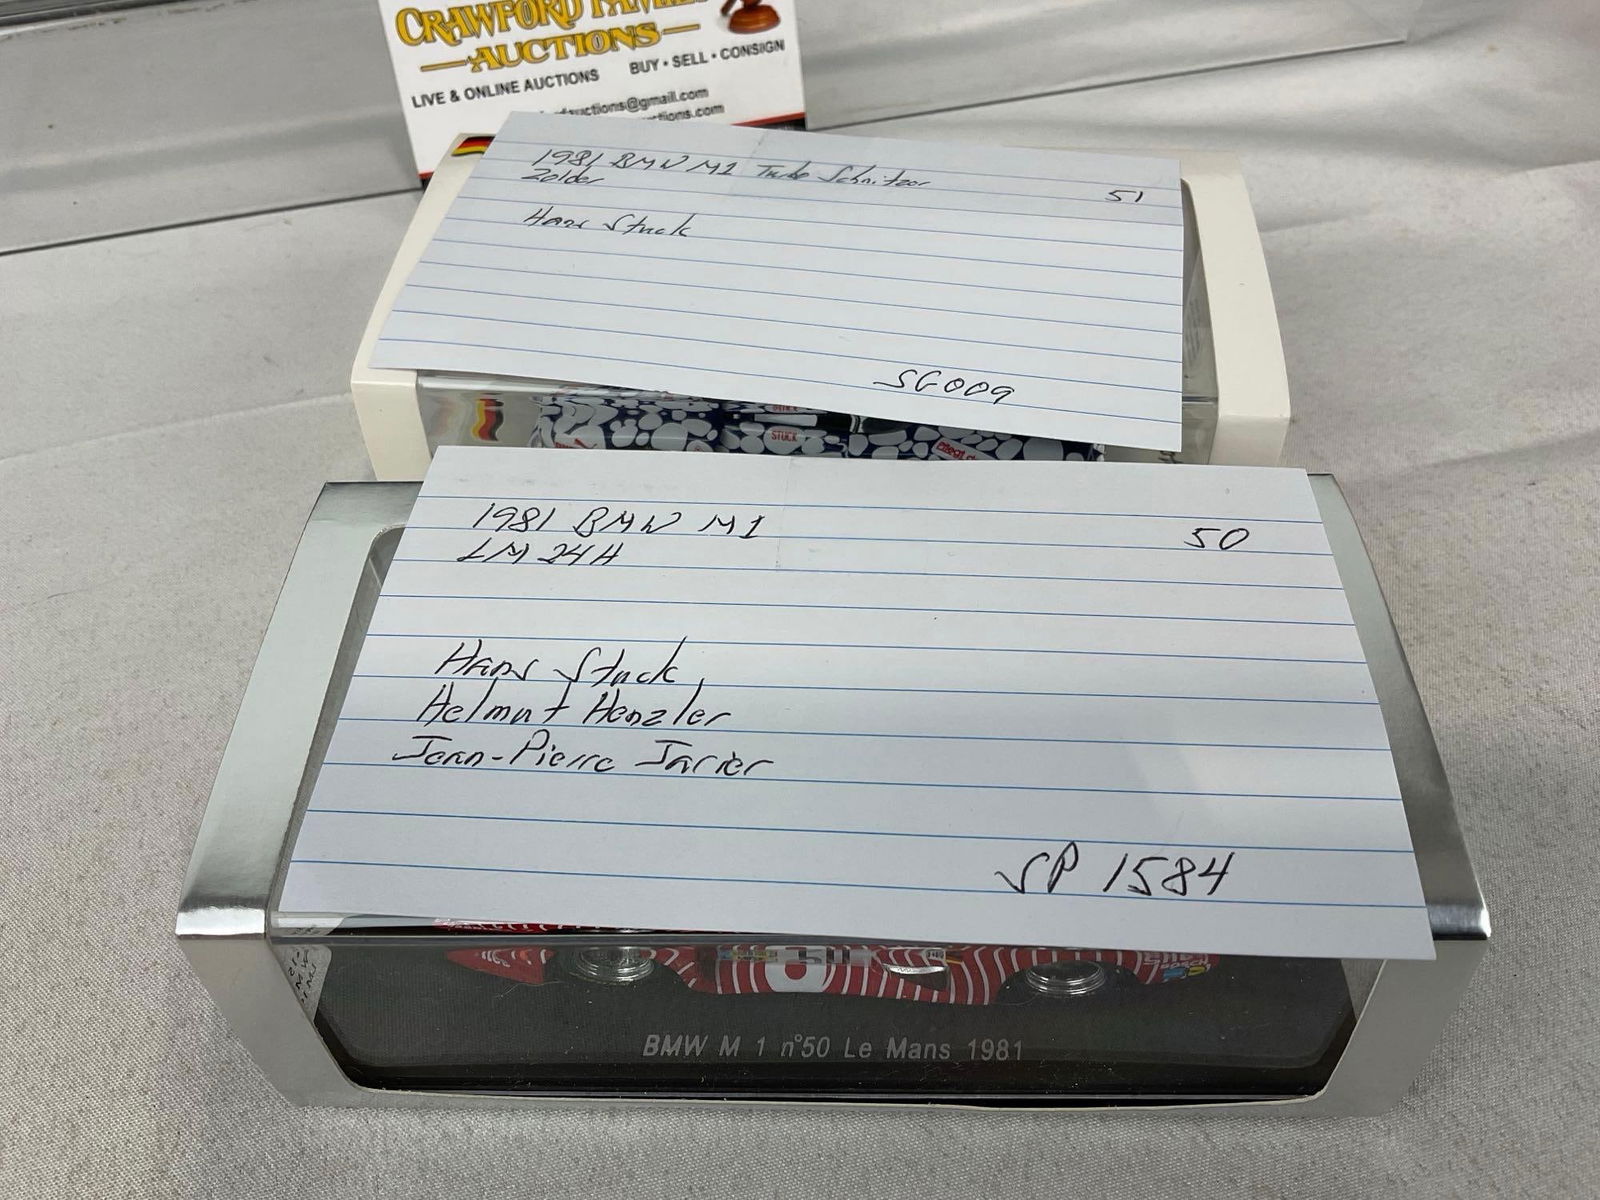 CRAWFORD FAMILY
AUCTIONS
LIVE & ONLINE AUCTIONS BUY • SELL • CONSIGN
1981 BMW M1 Turbo Schnitzer 51
Zolder
Hans Stuck
SG009
STUCK
1981 BMW M1 50
LM 24H
Hans Stuck
Helmut Henzler
Jean-Pierre Jarier
SP 1584
BMW M 1 n°50 Le Mans 1981